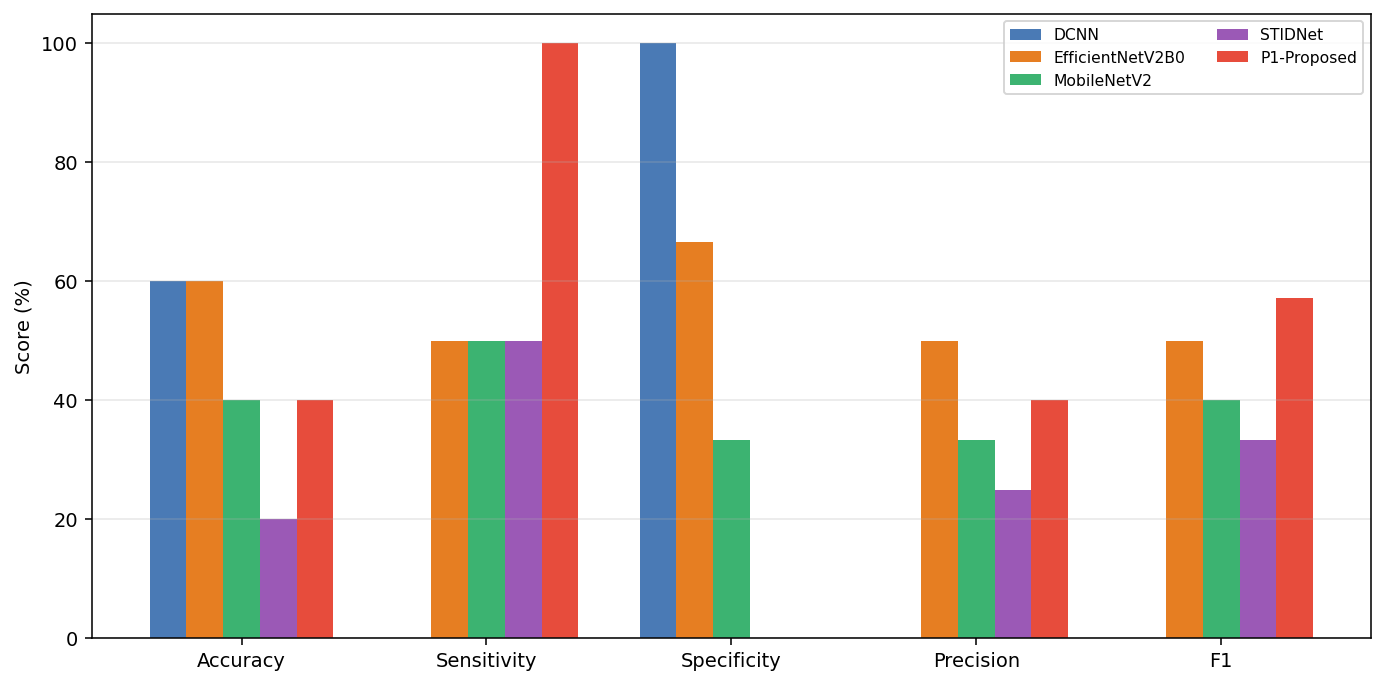 DCNN
EfficientNetV2B0
MobileNetV2
STIDNet
P1-Proposed
Score (%)
100
80
60
40
20
0
Accuracy
Sensitivity
Specificity
Precision
F1